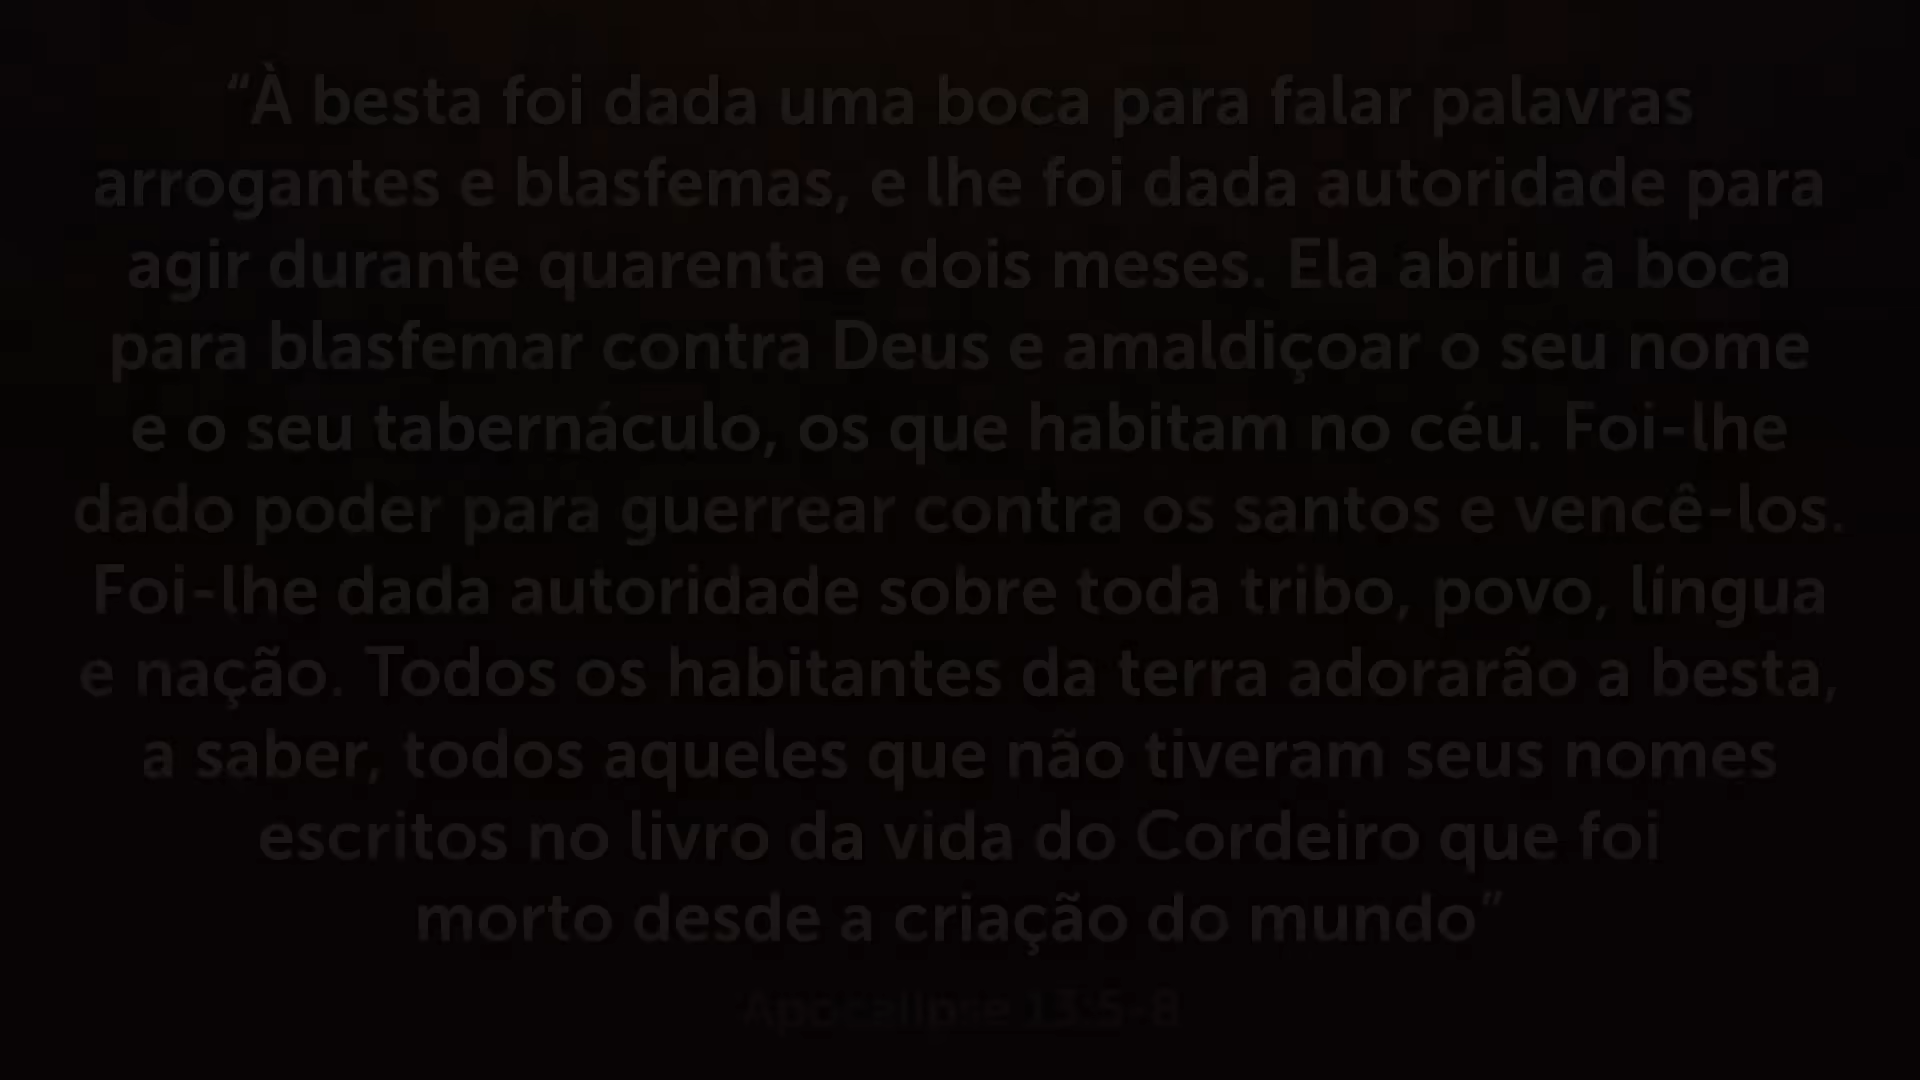 “À besta foi dada uma boca para falar palavras
arrogantes e blasfemas, e lhe foi dada autoridade para
agir durante quarenta e dois meses. Ela abriu a boca
para blasfemar contra Deus e amaldiçoar o seu nome
e o seu tabernáculo, os que habitam no céu. Foi-lhe
dado poder para guerrear contra os santos e vencê-los.
Foi-lhe dada autoridade sobre toda tribo, povo, língua
e nação. Todos os habitantes da terra adorarão a besta,
a saber, todos aqueles que não tiveram seus nomes
escritos no livro da vida do Cordeiro que foi
morto desde a criação do mundo”
Apocalipse 13:5-8